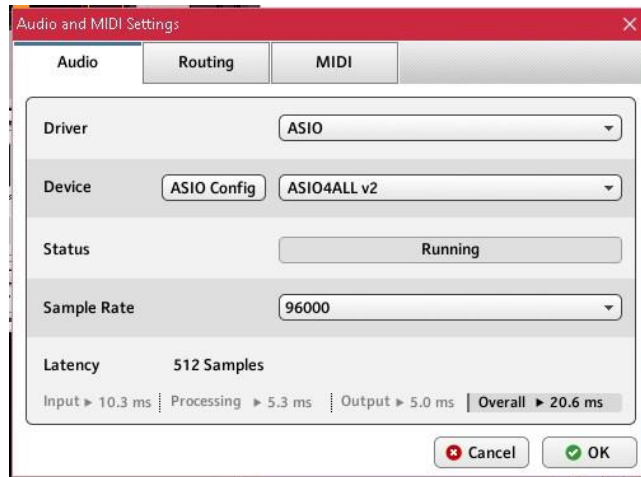 Audio and MIDI Settings
Audio Routing MIDI
Driver ASIO
Device ASIO Config ASIO4ALL v2
Status Running
Sample Rate 96000
Latency 512 Samples
Input ▸ 10.3 ms Processing ▸ 5.3 ms Output ▸ 5.0 ms Overall ▸ 20.6 ms
Cancel OK